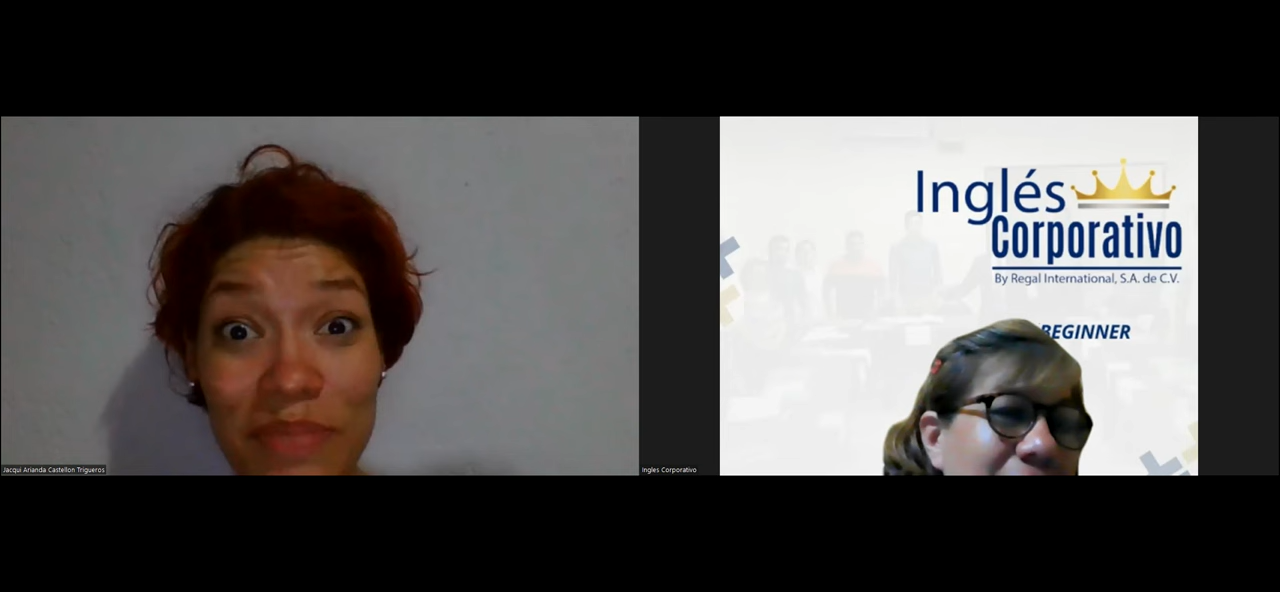 Inglés
Corporativo
By Regal International, S.A. de C.V.
BEGINNER
Jacqui Arianda Castellon Trigueros
Ingles Corporativo